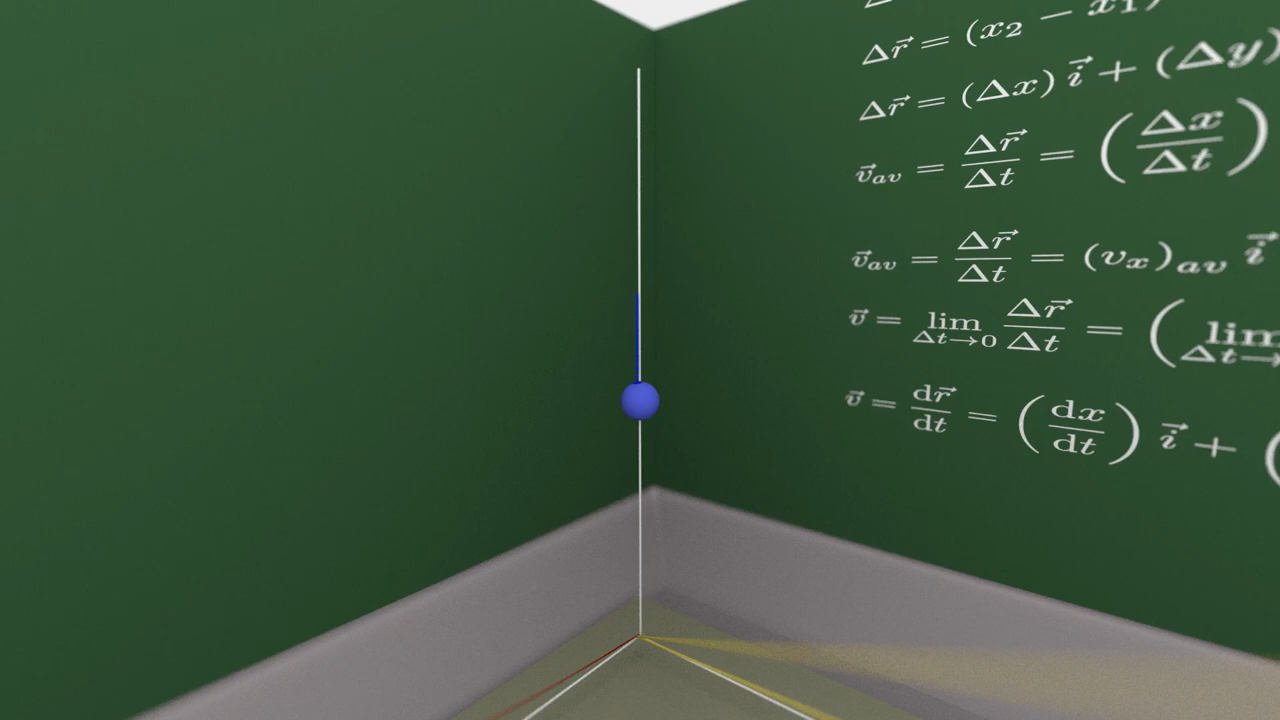 Δr⃗ = (x₂ − x₁)
Δr⃗ = (Δx) i⃗ + (Δy)
v⃗ₐᵥ = Δr⃗/Δt = (Δx/Δt)
v⃗ₐᵥ = Δr⃗/Δt = (vₓ)ₐᵥ i⃗
v⃗ = lim Δt→0 Δr⃗/Δt = (lim Δt→
v⃗ = dr⃗/dt = (dx/dt) i⃗ + (